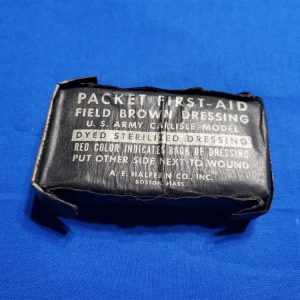 PACKET FIRST-AID
FIELD BROWN DRESSING
U. S. ARMY CARLISLE MODEL
DYED STERILIZED DRESSING
RED COLOR INDICATES BACK OF DRESSING
PUT OTHER SIDE NEXT TO WOUND
A. E. HALPERIN CO., INC.
BOSTON, MASS.